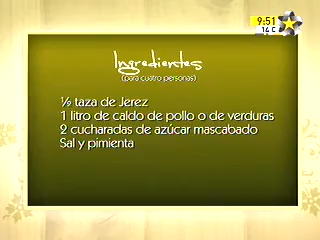 9:51
14 C
Ingredientes
(para cuatro personas)
½ taza de Jerez
1 litro de caldo de pollo o de verduras
2 cucharadas de azúcar mascabado
Sal y pimienta